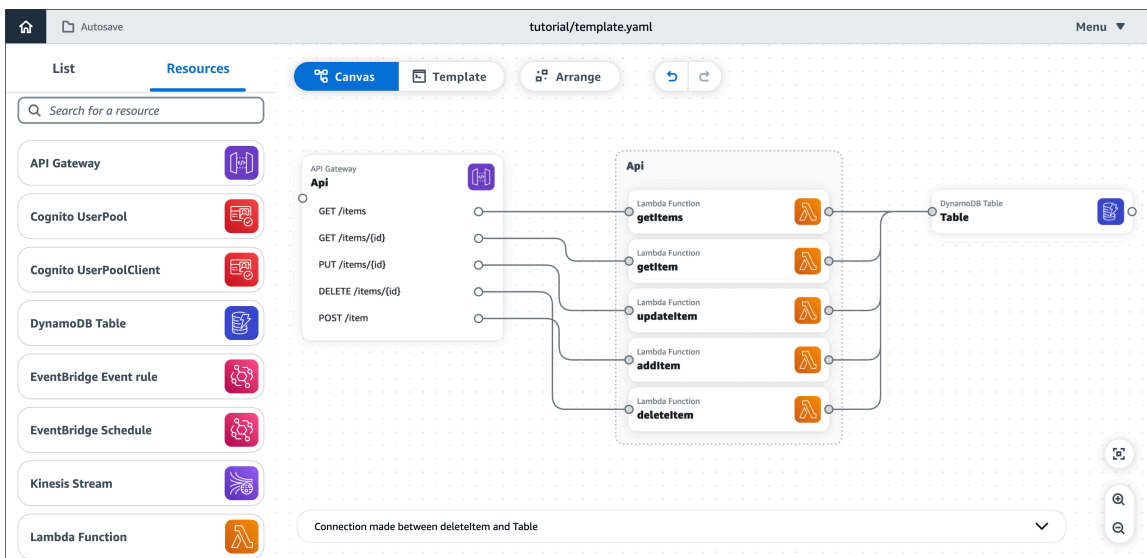 Autosave
tutorial/template.yaml
Menu
List
Resources
Canvas
Template
Arrange
Search for a resource
API Gateway
Cognito UserPool
Cognito UserPoolClient
DynamoDB Table
EventBridge Event rule
EventBridge Schedule
Kinesis Stream
Lambda Function
API Gateway
Api
GET /items
GET /items/{id}
PUT /items/{id}
DELETE /items/{id}
POST /item
Api
Lambda Function
getItems
Lambda Function
getItem
Lambda Function
updateItem
Lambda Function
addItem
Lambda Function
deleteItem
DynamoDB Table
Table
Connection made between deleteItem and Table